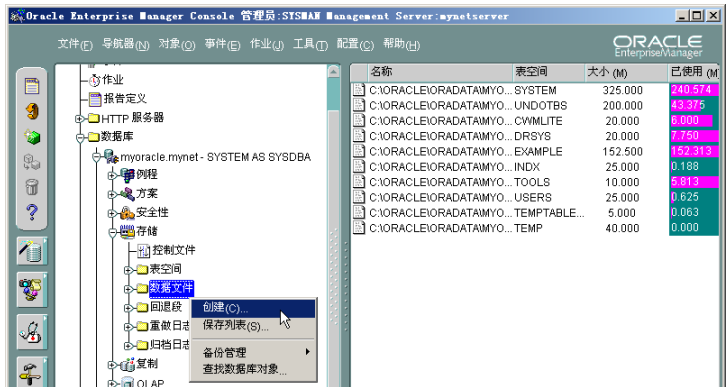 Oracle Enterprise Manager Console 管理员:SYSMAN Management Server:mynetserver
文件(F) 导航器(N) 对象(O) 事件(E) 作业(J) 工具(T) 配置(C) 帮助(H)
ORACLE
EnterpriseManager
作业
报告定义
HTTP 服务器
数据库
myoracle.mynet - SYSTEM AS SYSDBA
例程
方案
安全性
存储
控制文件
表空间
数据文件
回退段
重做日志
归档日志
复制
OLAP
创建(C)...
保存列表(S)...
备份管理
查找数据库对象...
名称 表空间 大小 (M) 已使用 (M)
C:\ORACLE\ORADATA\MYO... SYSTEM 325.000 240.574
C:\ORACLE\ORADATA\MYO... UNDOTBS 200.000 43.375
C:\ORACLE\ORADATA\MYO... CWMLITE 20.000 6.000
C:\ORACLE\ORADATA\MYO... DRSYS 20.000 7.750
C:\ORACLE\ORADATA\MYO... EXAMPLE 152.500 152.313
C:\ORACLE\ORADATA\MYO... INDX 25.000 0.188
C:\ORACLE\ORADATA\MYO... TOOLS 10.000 5.813
C:\ORACLE\ORADATA\MYO... USERS 25.000 0.625
C:\ORACLE\ORADATA\MYO... TEMPTABLE... 5.000 0.063
C:\ORACLE\ORADATA\MYO... TEMP 40.000 0.000